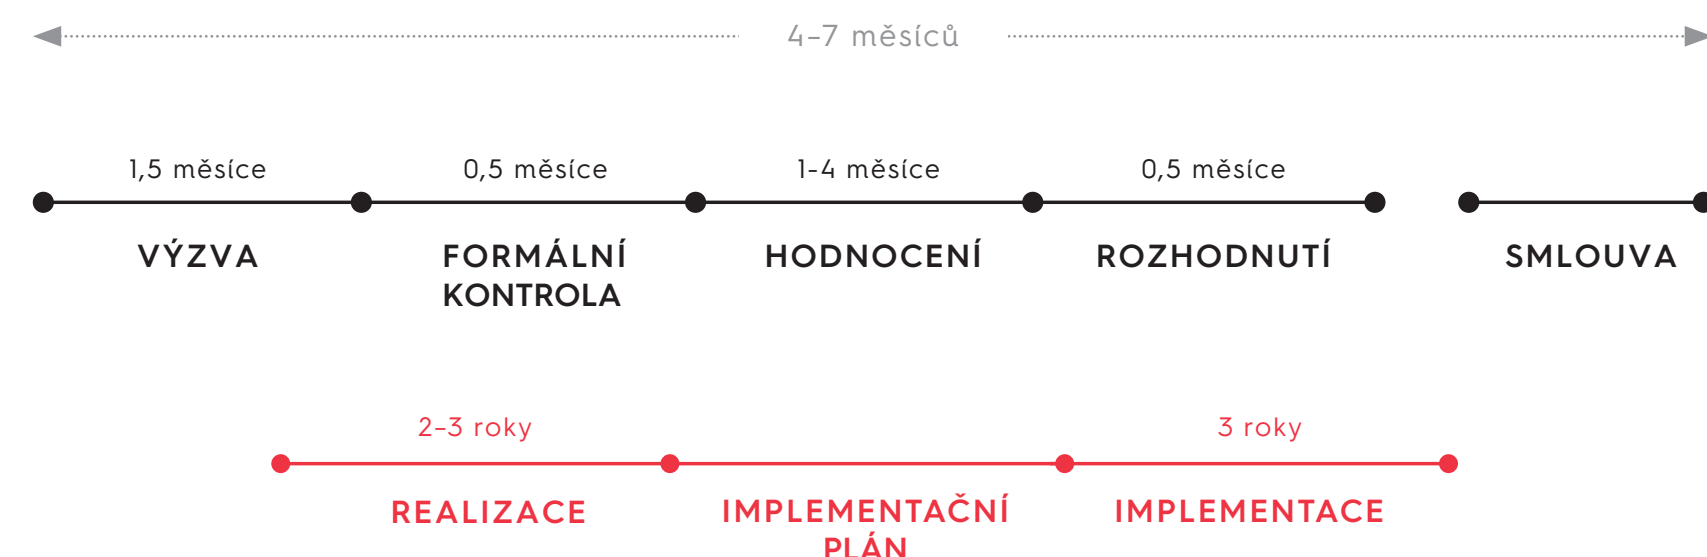 4–7 měsíců
1,5 měsíce
0,5 měsíce
1-4 měsíce
0,5 měsíce
VÝZVA
FORMÁLNÍ
KONTROLA
HODNOCENÍ
ROZHODNUTÍ
SMLOUVA
2–3 roky
3 roky
REALIZACE
IMPLEMENTAČNÍ
PLÁN
IMPLEMENTACE